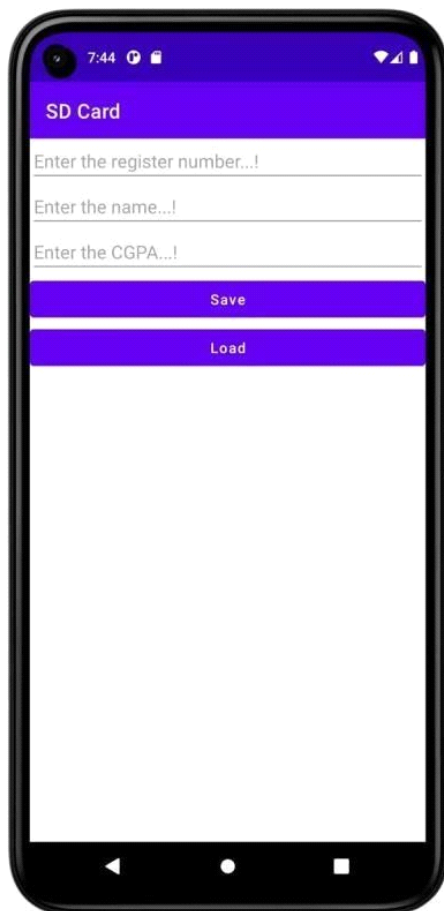 7:44
SD Card
Enter the register number...!
Enter the name...!
Enter the CGPA...!
Save
Load